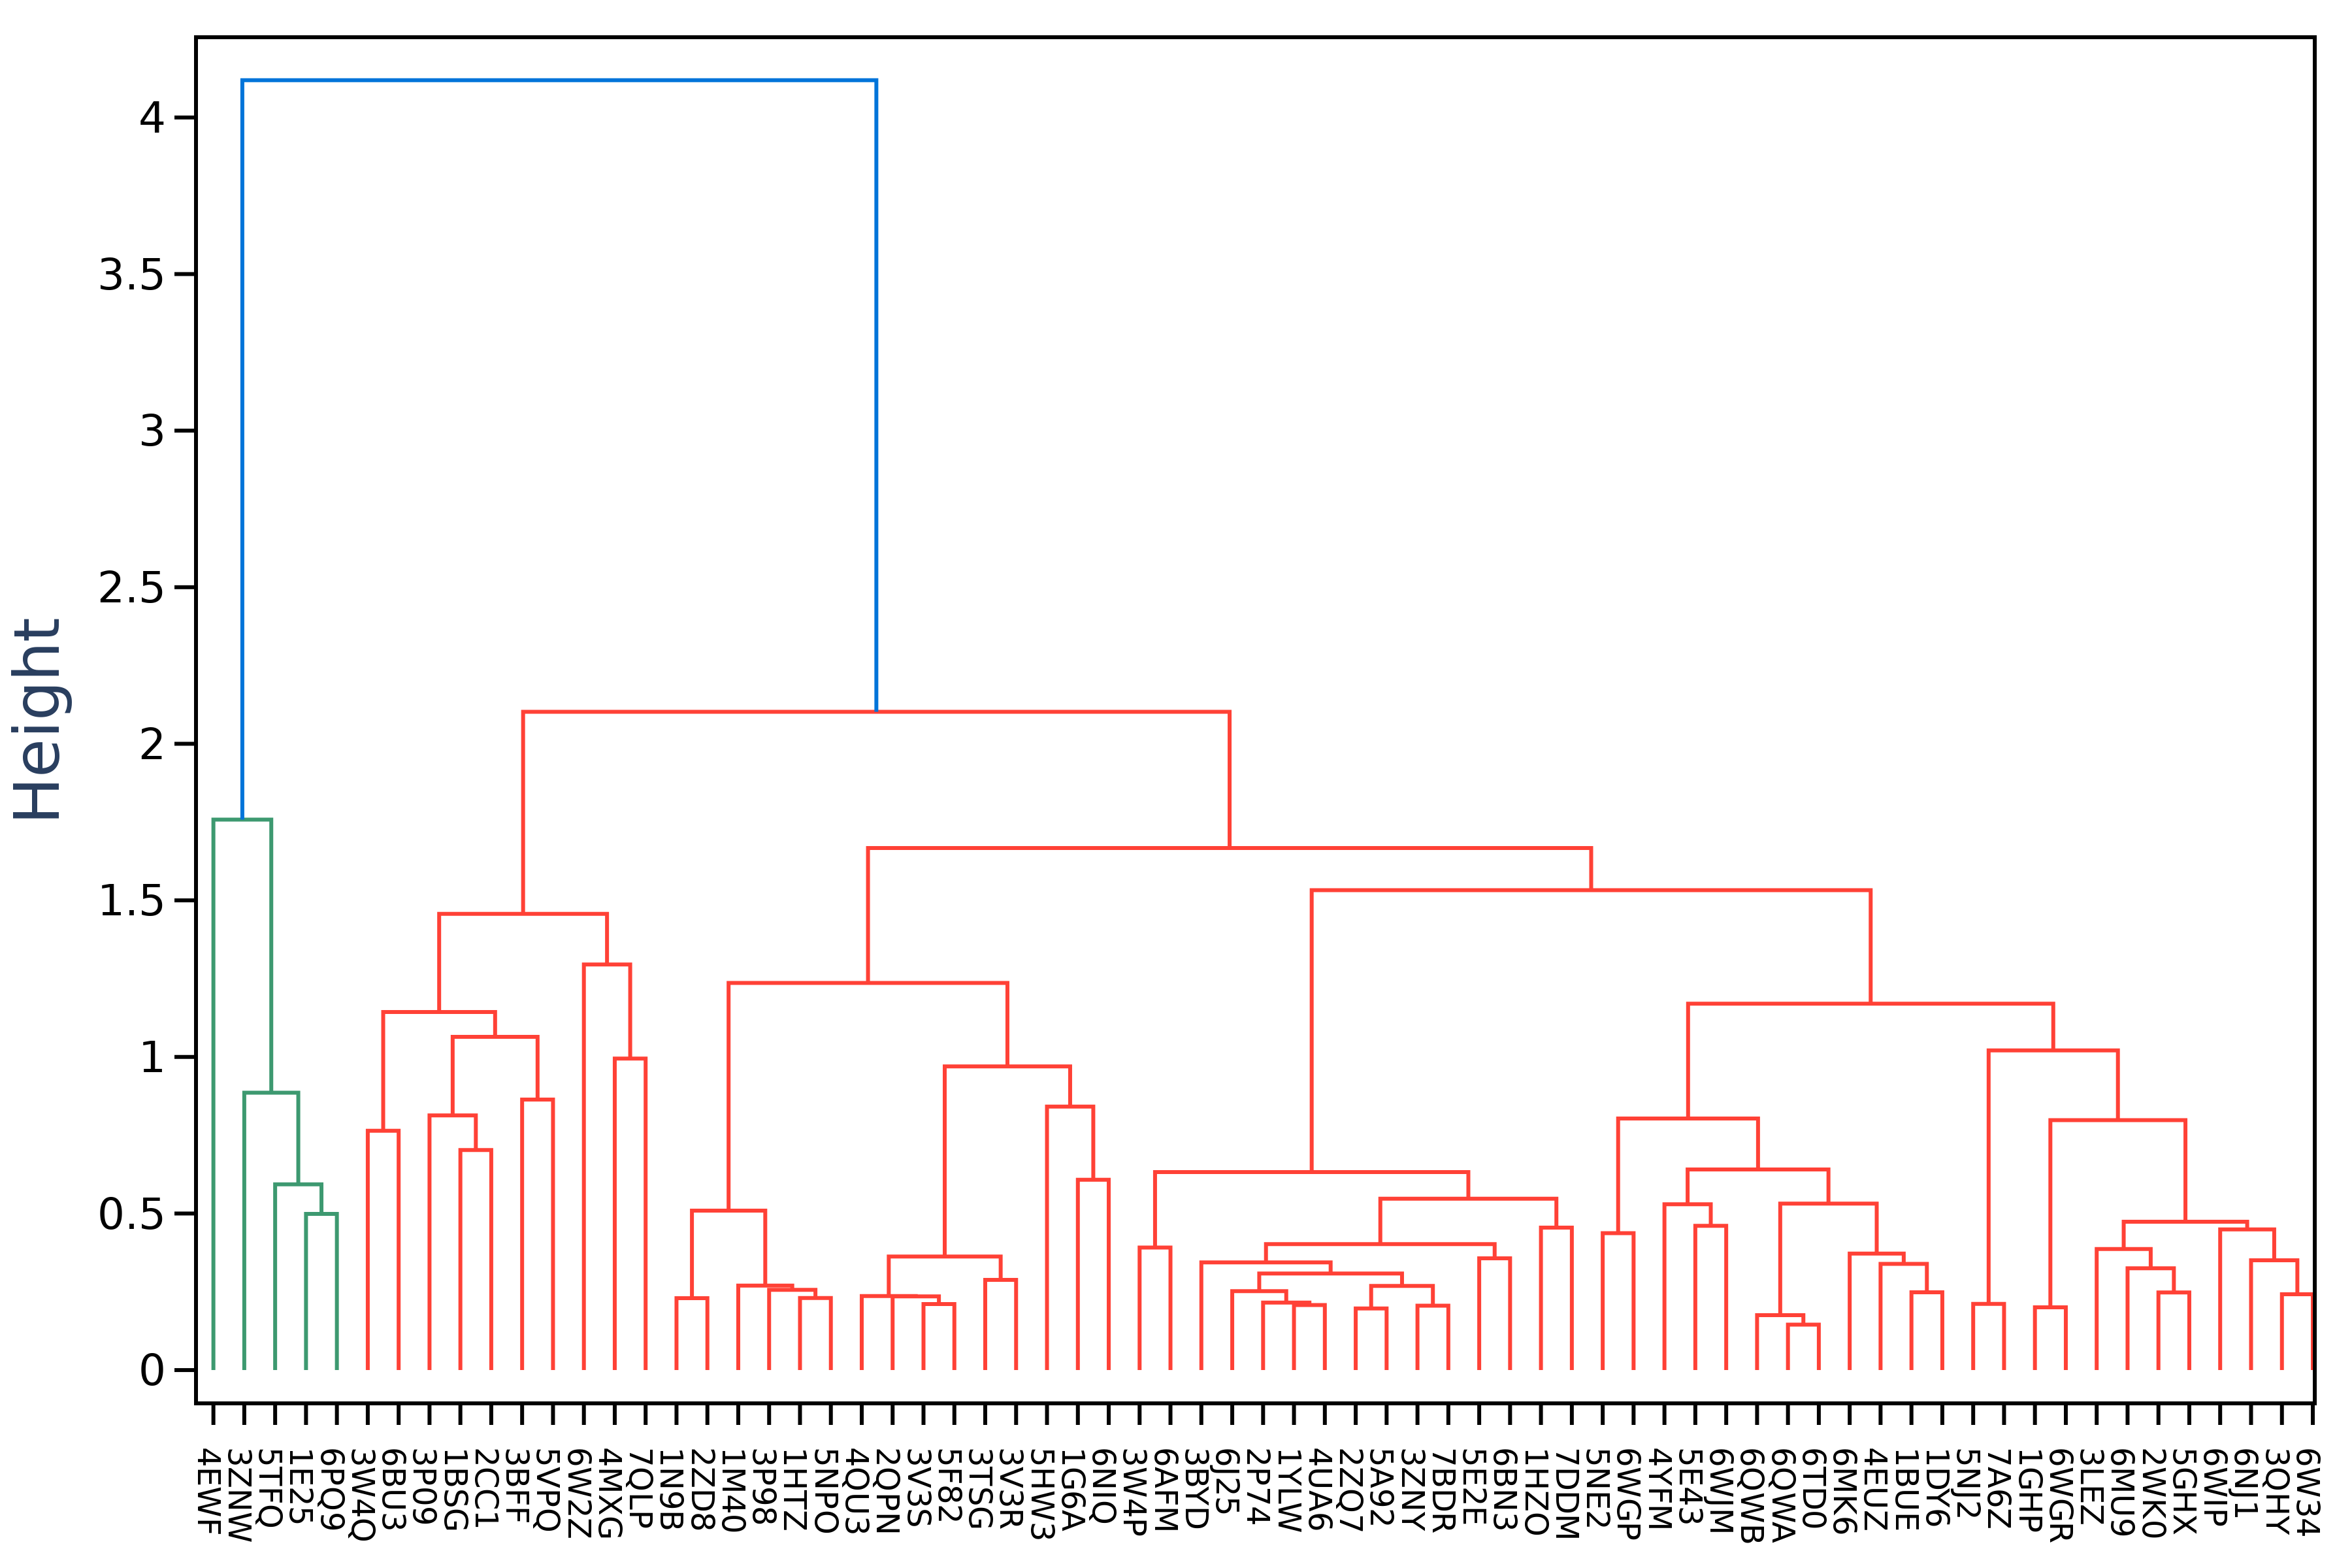 Height
4
3.5
3
2.5
2
1.5
1
0.5
0
4EWF
3ZNW
5TFQ
1E25
6PQ9
3W4Q
6BU3
3P09
1BSG
2CC1
3BFF
5VPQ
6W2Z
4MXG
7QLP
1N9B
2ZD8
1M40
3P98
1HTZ
5NPO
4QU3
2QPN
3V3S
5F82
3TSG
3V3R
5HW3
1G6A
6NIQ
3W4P
6AFM
3BYD
6J25
2P74
1YLW
4UA6
2ZQ7
5A92
3ZNY
7BDR
5E2E
6BN3
1HZO
7DDM
5NE2
6WGP
4YFM
5E43
6WJM
6QWB
6QWA
6TD0
6MK6
4EUZ
1BUE
1DY6
5NJ2
7A6Z
1GHP
6WGR
3LEZ
6MU9
2WK0
5GHX
6WIP
6NJ1
3QHY
6W34